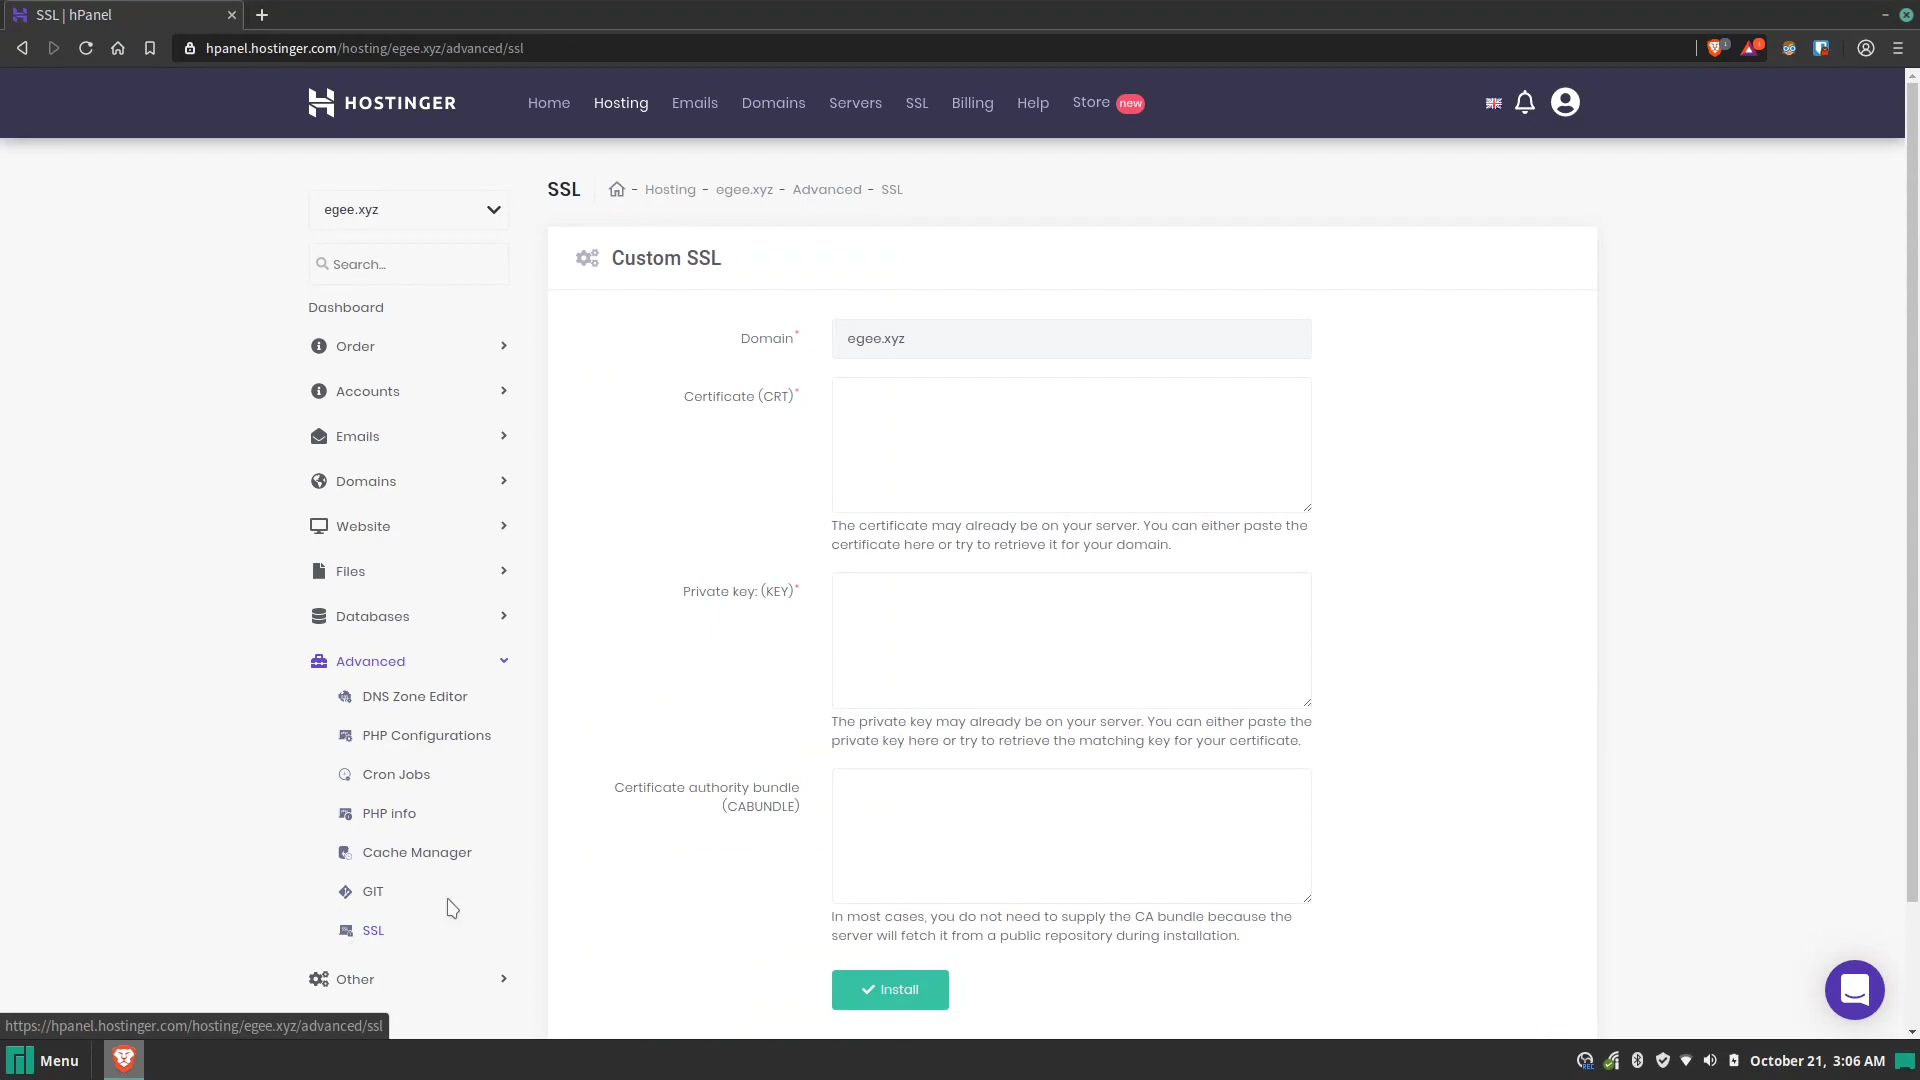 SSL | hPanel
hpanel.hostinger.com/hosting/egee.xyz/advanced/ssl
HOSTINGER
Home Hosting Emails Domains Servers SSL Billing Help Store new
egee.xyz
SSL - Hosting - egee.xyz - Advanced - SSL
Search...
Custom SSL
Dashboard
Order
Accounts
Emails
Domains
Website
Files
Databases
Advanced
DNS Zone Editor
PHP Configurations
Cron Jobs
PHP info
Cache Manager
GIT
SSL
Other
Domain*
egee.xyz
Certificate (CRT)*
The certificate may already be on your server. You can either paste the
certificate here or try to retrieve it for your domain.
Private key: (KEY)*
The private key may already be on your server. You can either paste the
private key here or try to retrieve the matching key for your certificate.
Certificate authority bundle
(CABUNDLE)
In most cases, you do not need to supply the CA bundle because the
server will fetch it from a public repository during installation.
Install
https://hpanel.hostinger.com/hosting/egee.xyz/advanced/ssl
Menu
REC
October 21, 3:06 AM